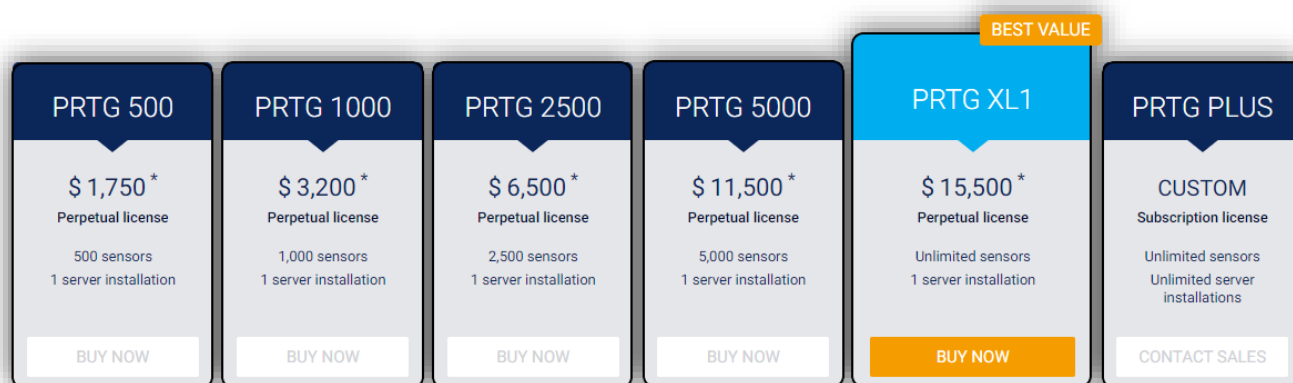 BEST VALUE
PRTG 500
$ 1,750 *
Perpetual license
500 sensors
1 server installation
BUY NOW
PRTG 1000
$ 3,200 *
Perpetual license
1,000 sensors
1 server installation
BUY NOW
PRTG 2500
$ 6,500 *
Perpetual license
2,500 sensors
1 server installation
BUY NOW
PRTG 5000
$ 11,500 *
Perpetual license
5,000 sensors
1 server installation
BUY NOW
PRTG XL1
$ 15,500 *
Perpetual license
Unlimited sensors
1 server installation
BUY NOW
PRTG PLUS
CUSTOM
Subscription license
Unlimited sensors
Unlimited server
installations
CONTACT SALES